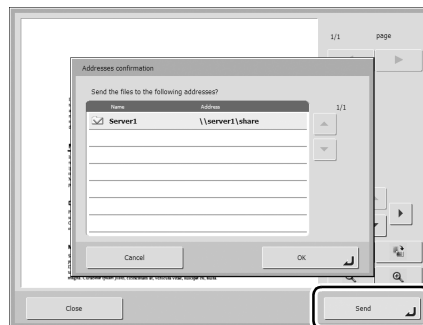 1/1 page
Addresses confirmation
Send the files to the following addresses?
Name Address
1/1
Server1 \\server1\share
Cancel OK
Close Send